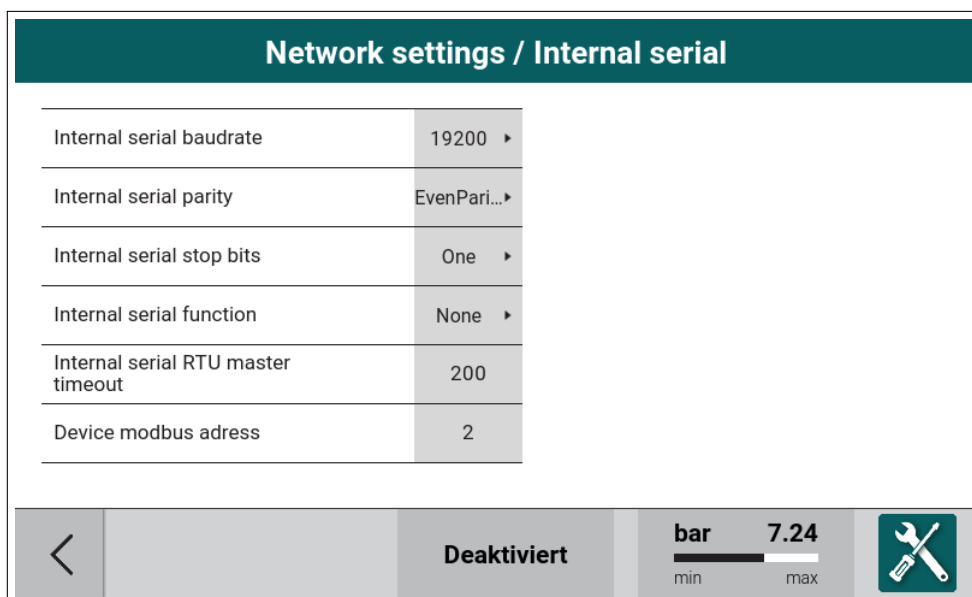 Network settings / Internal serial
Internal serial baudrate 19200
Internal serial parity EvenPari...
Internal serial stop bits One
Internal serial function None
Internal serial RTU master
timeout 200
Device modbus adress 2
Deaktiviert
bar 7.24
min max